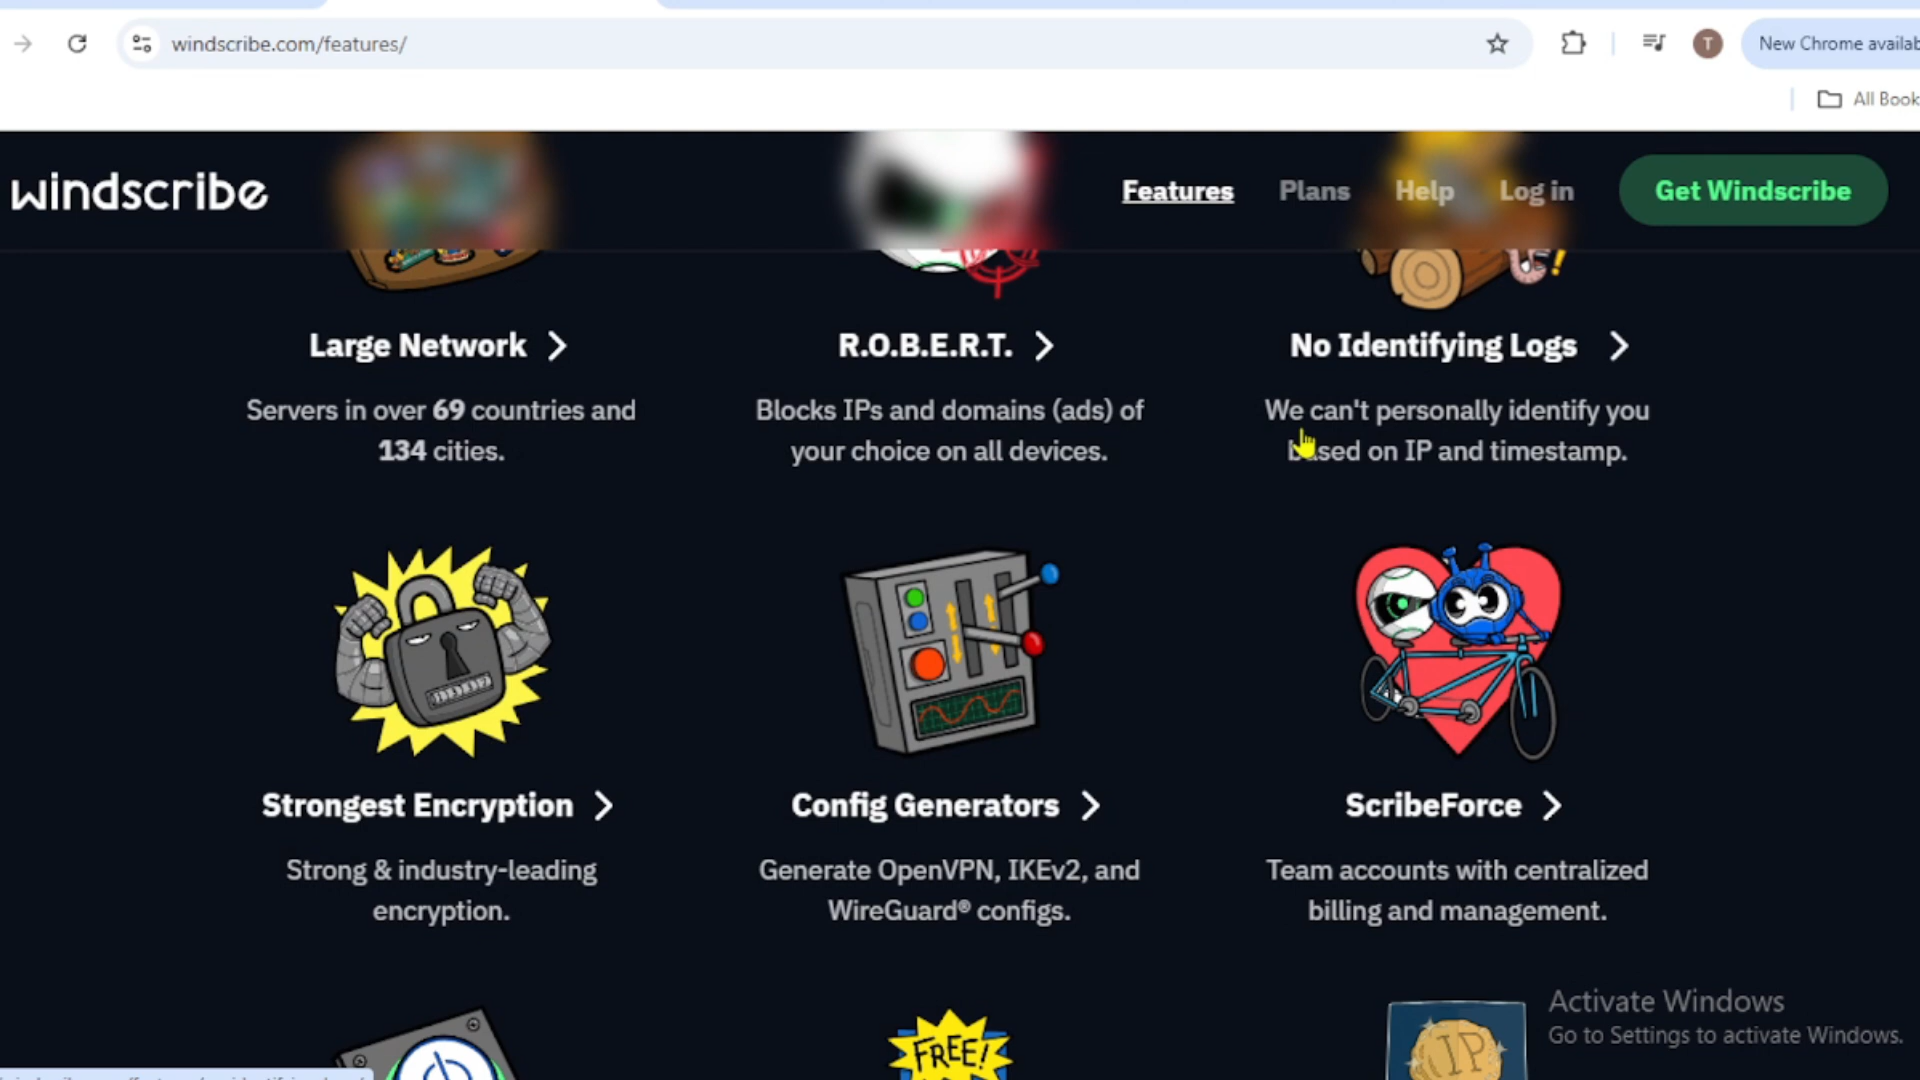 windscribe.com/features/
T
New Chrome availab
All Book
windscribe
Features
Plans
Help
Log in
Get Windscribe
Large Network
R.O.B.E.R.T.
No Identifying Logs
Servers in over 69 countries and
134 cities.
Blocks IPs and domains (ads) of
your choice on all devices.
We can't personally identify you
based on IP and timestamp.
Strongest Encryption
Config Generators
ScribeForce
Strong & industry-leading
encryption.
Generate OpenVPN, IKEv2, and
WireGuard® configs.
Team accounts with centralized
billing and management.
FREE!
IP
Activate Windows
Go to Settings to activate Windows.